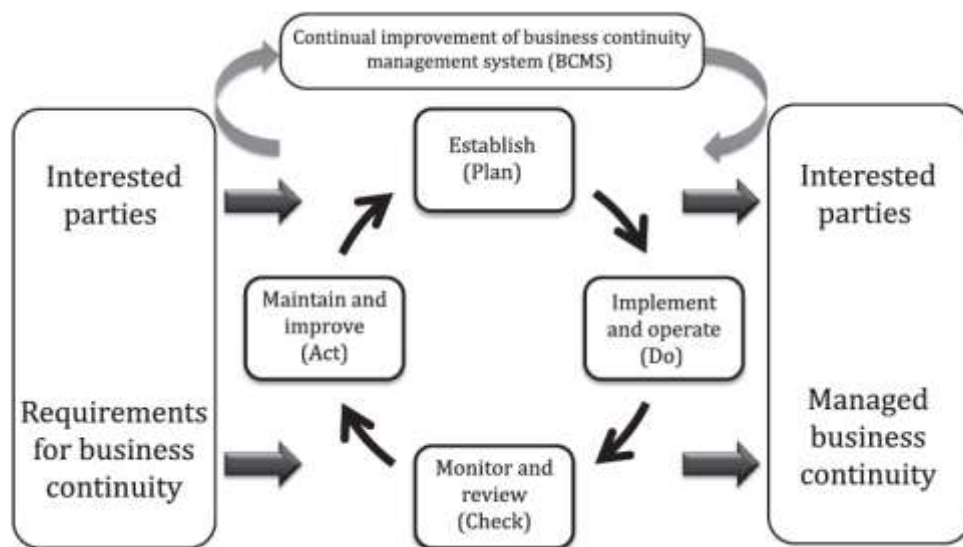 Continual improvement of business continuity
management system (BCMS)
Interested
parties
Requirements
for business
continuity
Establish
(Plan)
Implement
and operate
(Do)
Monitor and
review
(Check)
Maintain and
improve
(Act)
Interested
parties
Managed
business
continuity